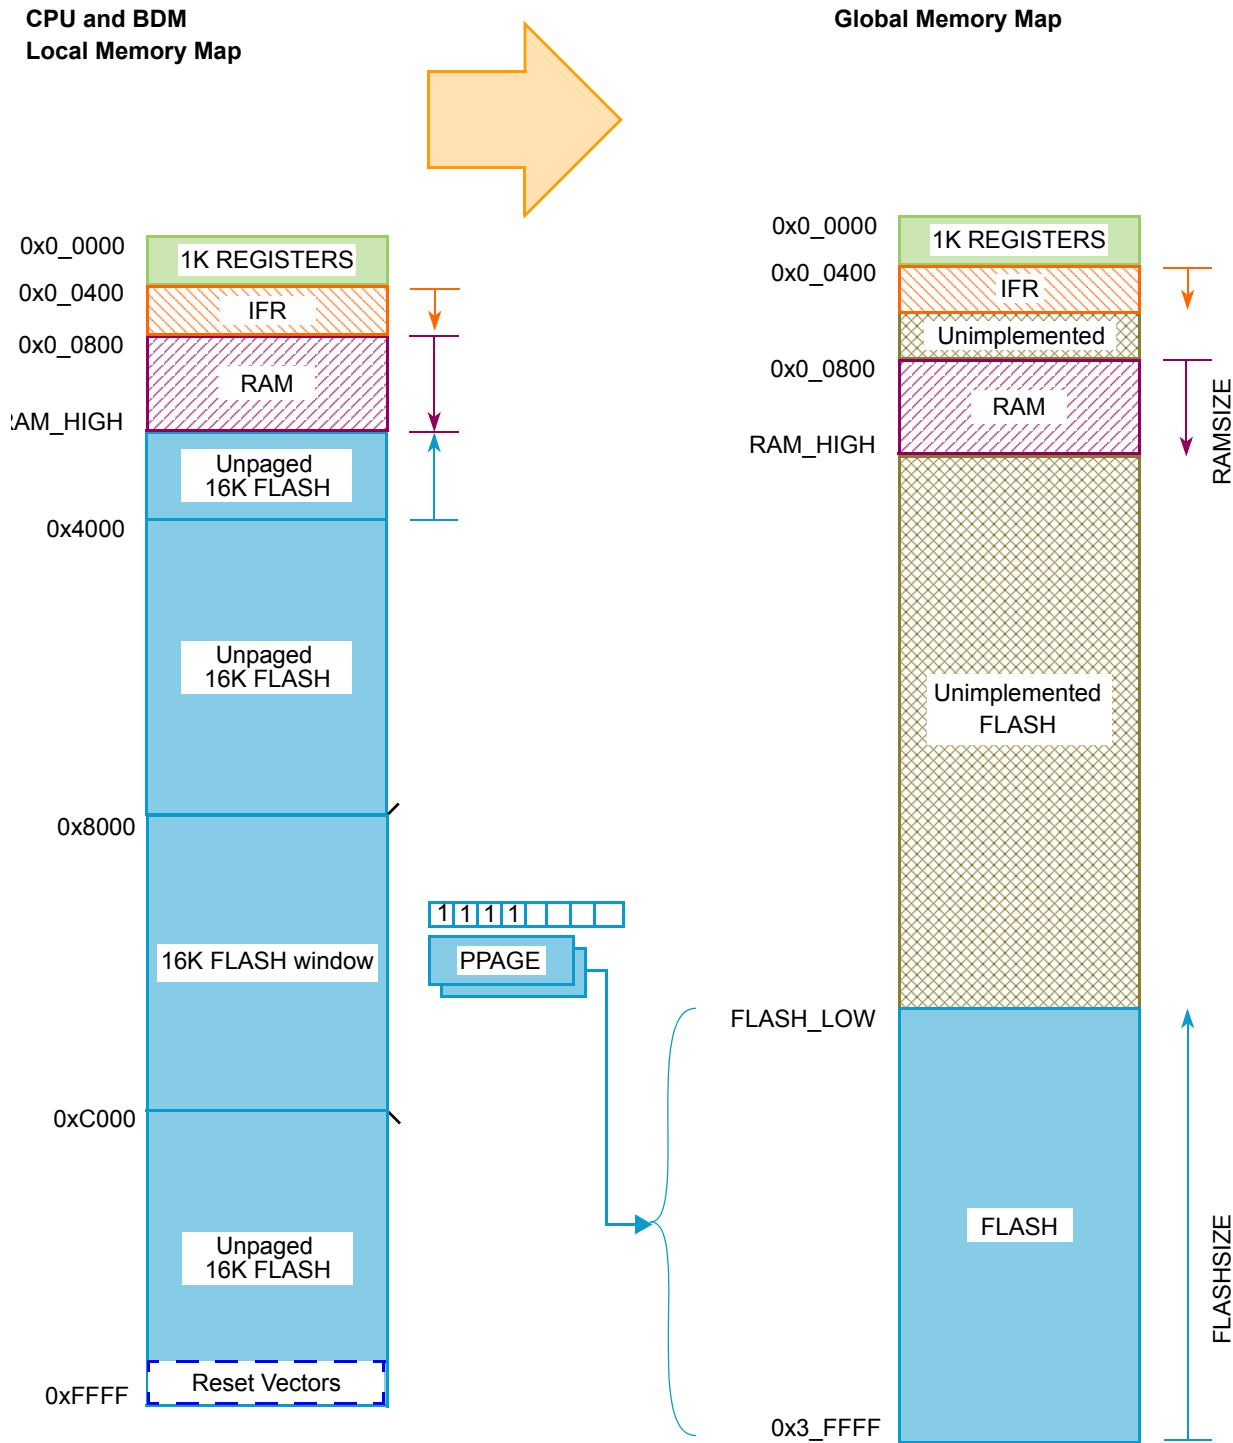 CPU and BDM
Local Memory Map
Global Memory Map
0x0_0000
1K REGISTERS
0x0_0400
IFR
0x0_0800
RAM
RAM_HIGH
Unpaged
16K FLASH
0x4000
Unpaged
16K FLASH
0x8000
16K FLASH window
0xC000
Unpaged
16K FLASH
Reset Vectors
0xFFFF
1 1 1 1
PPAGE
0x0_0000
1K REGISTERS
0x0_0400
IFR
Unimplemented
0x0_0800
RAM
RAM_HIGH
RAMSIZE
Unimplemented
FLASH
FLASH_LOW
FLASH
FLASHSIZE
0x3_FFFF